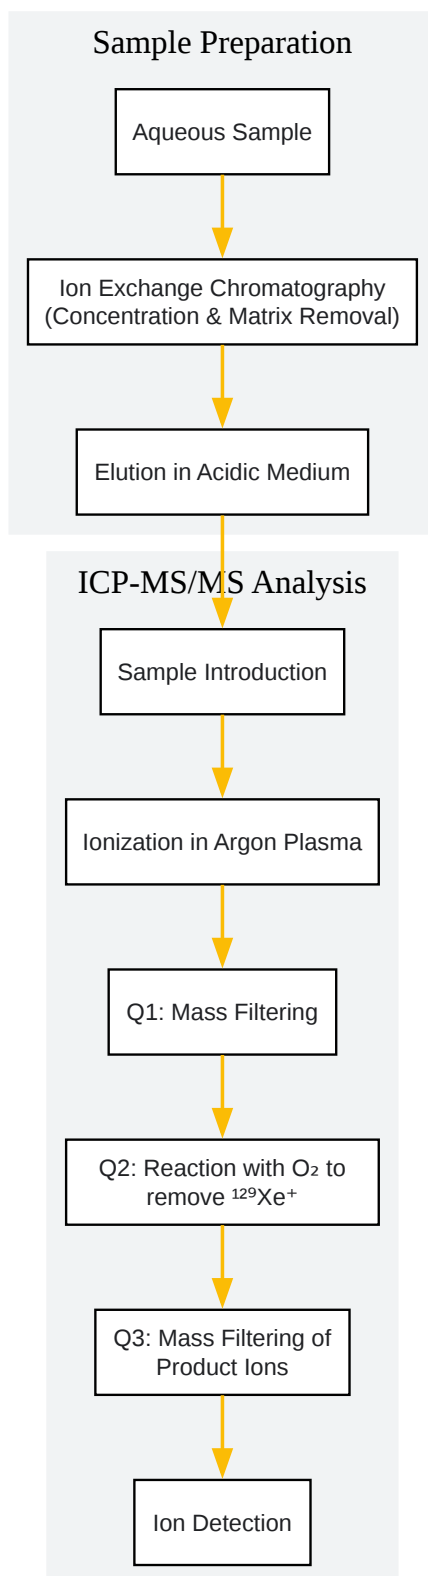 Sample Preparation
Aqueous Sample
Ion Exchange Chromatography
(Concentration & Matrix Removal)
Elution in Acidic Medium
ICP-MS/MS Analysis
Sample Introduction
Ionization in Argon Plasma
Q1: Mass Filtering
Q2: Reaction with O₂ to
remove ¹²⁹Xe⁺
Q3: Mass Filtering of
Product Ions
Ion Detection